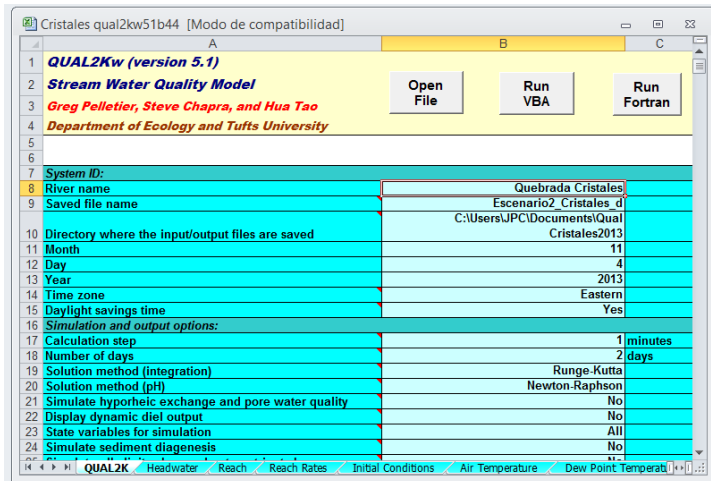 Cristales qual2kw51b44 [Modo de compatibilidad]
A B C
1 QUAL2Kw (version 5.1)
2 Stream Water Quality Model
3 Greg Pelletier, Steve Chapra, and Hua Tao
4 Department of Ecology and Tufts University
Open File
Run VBA
Run Fortran
5
6
7 System ID:
8 River name Quebrada Cristales
9 Saved file name Escenario2_Cristales_d
C:\Users\JPC\Documents\Qual
10 Directory where the input/output files are saved Cristales2013
11 Month 11
12 Day 4
13 Year 2013
14 Time zone Eastern
15 Daylight savings time Yes
16 Simulation and output options:
17 Calculation step 1 minutes
18 Number of days 2 days
19 Solution method (integration) Runge-Kutta
20 Solution method (pH) Newton-Raphson
21 Simulate hyporheic exchange and pore water quality No
22 Display dynamic diel output No
23 State variables for simulation All
24 Simulate sediment diagenesis No
QUAL2K Headwater Reach Reach Rates Initial Conditions Air Temperature Dew Point Temperatu